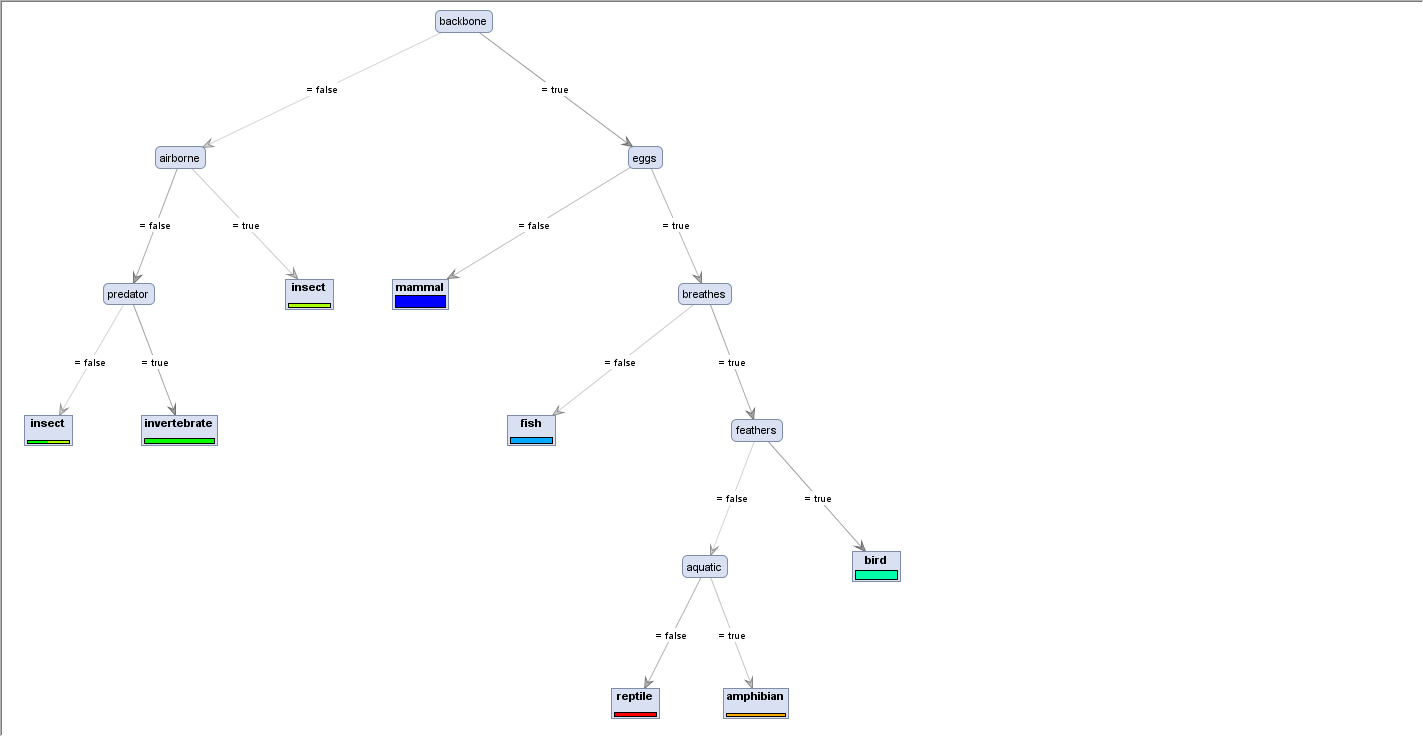 backbone
= false
= true
airborne
eggs
= false
= true
= false
= true
predator
insect
mammal
breathes
= false
= true
= false
= true
insect
invertebrate
fish
feathers
= false
= true
bird
aquatic
= false
= true
reptile
amphibian